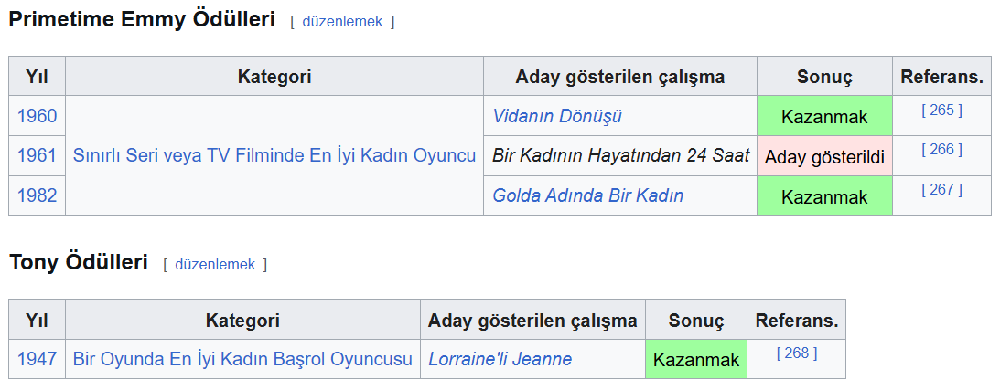 Primetime Emmy Ödülleri [ düzenlemek ]
Yıl Kategori Aday gösterilen çalışma Sonuç Referans.
1960 Vidanın Dönüşü Kazanmak [ 265 ]
1961 Sınırlı Seri veya TV Filminde En İyi Kadın Oyuncu Bir Kadının Hayatından 24 Saat Aday gösterildi [ 266 ]
1982 Golda Adında Bir Kadın Kazanmak [ 267 ]
Tony Ödülleri [ düzenlemek ]
Yıl Kategori Aday gösterilen çalışma Sonuç Referans.
1947 Bir Oyunda En İyi Kadın Başrol Oyuncusu Lorraine'li Jeanne Kazanmak [ 268 ]